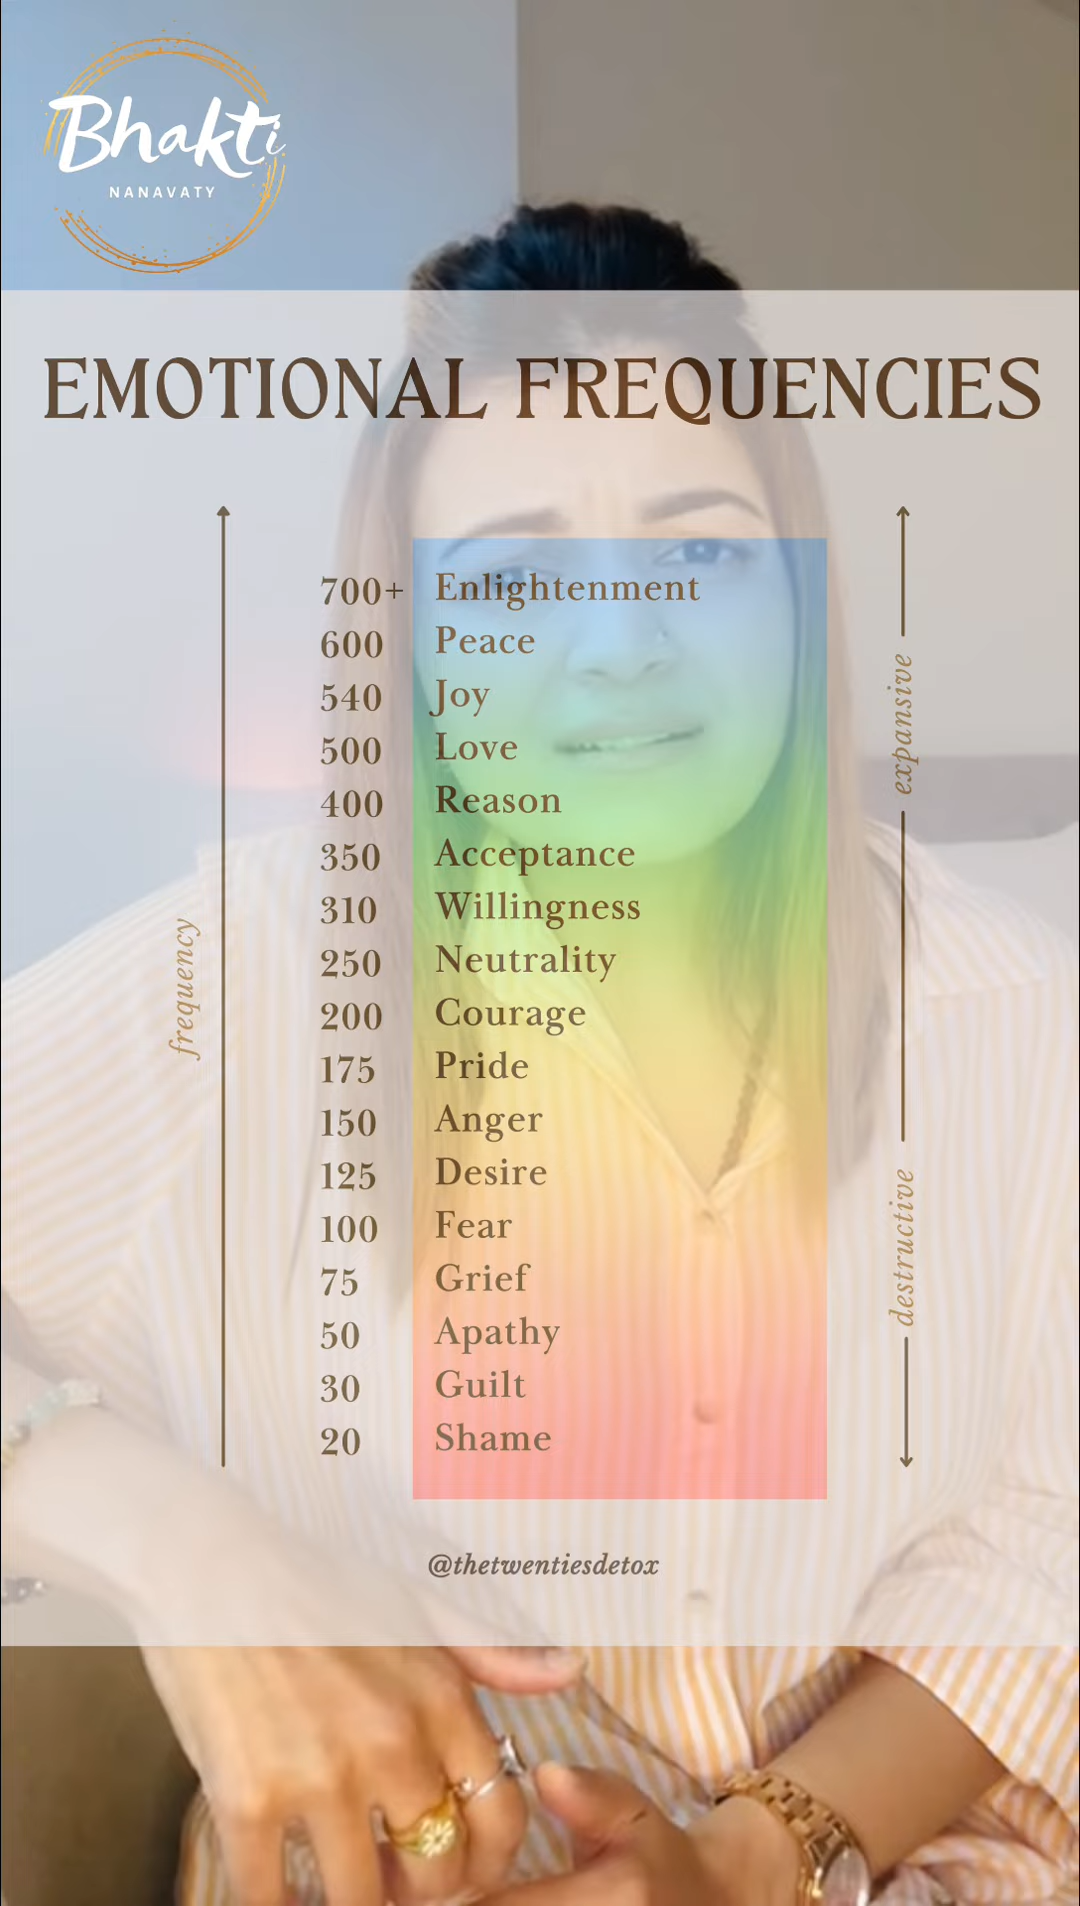 Bhakti
NANAVATY
EMOTIONAL FREQUENCIES
700+ Enlightenment
600 Peace
540 Joy
500 Love
400 Reason
350 Acceptance
310 Willingness
250 Neutrality
200 Courage
175 Pride
150 Anger
125 Desire
100 Fear
75 Grief
50 Apathy
30 Guilt
20 Shame
frequency
expansive
destructive
@thetwentiesdetox